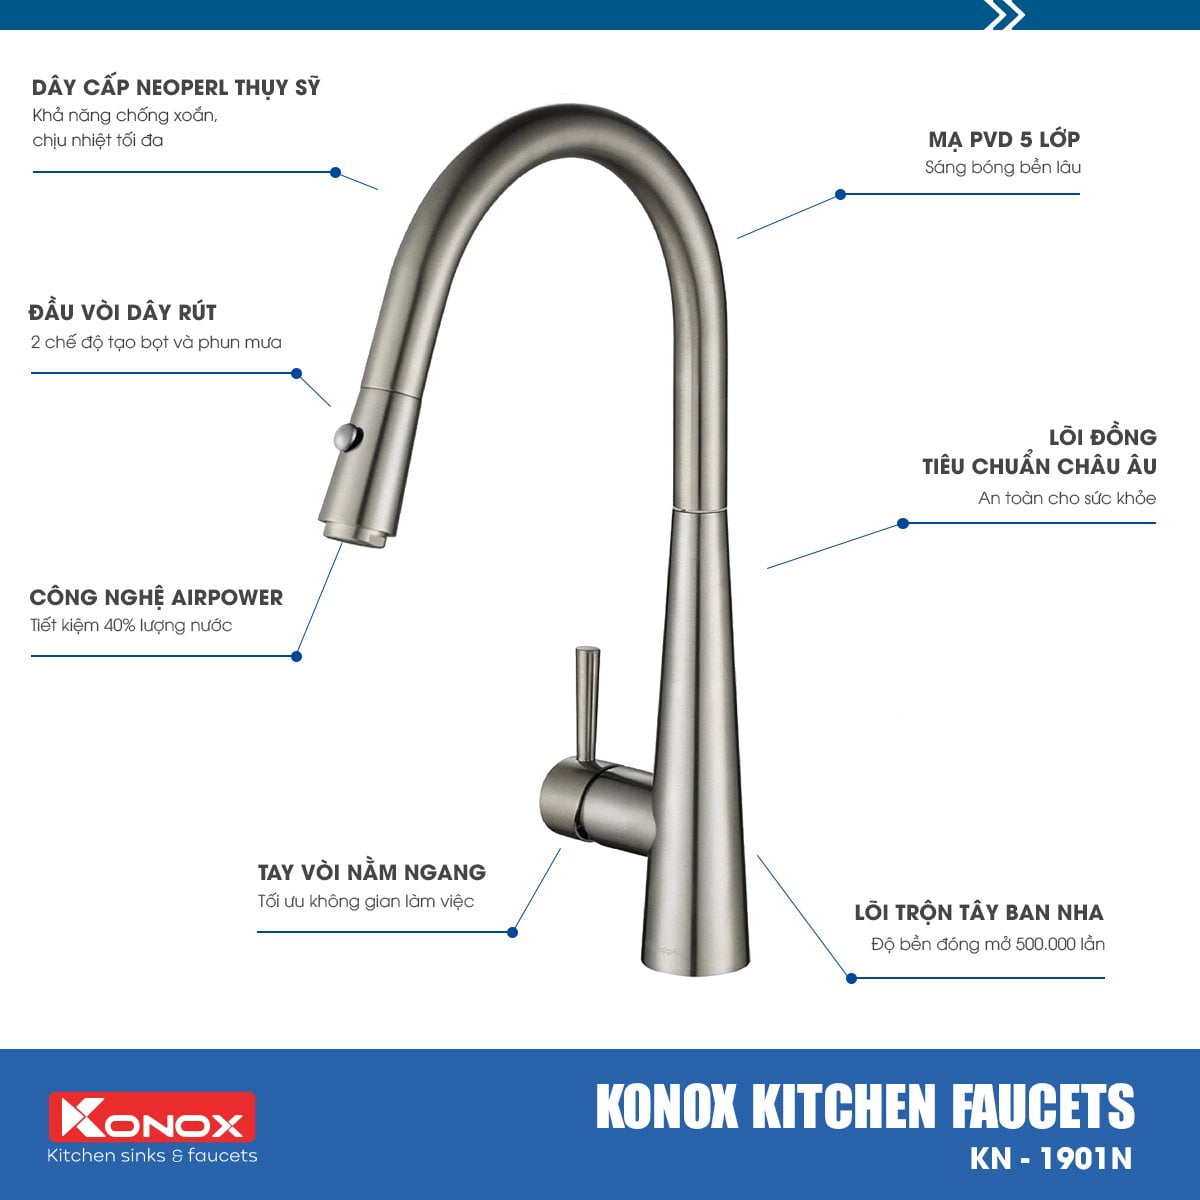 DÂY CẤP NEOPERL THỤY SỸ
Khả năng chống xoắn,
chịu nhiệt tối đa
MẠ PVD 5 LỚP
Sáng bóng bền lâu
ĐẦU VÒI DÂY RÚT
2 chế độ tạo bọt và phun mưa
LÕI ĐỒNG
TIÊU CHUẨN CHÂU ÂU
An toàn cho sức khỏe
CÔNG NGHỆ AIRPOWER
Tiết kiệm 40% lượng nước
TAY VÒI NẰM NGANG
Tối ưu không gian làm việc
LÕI TRỘN TÂY BAN NHA
Độ bền đóng mở 500.000 lần
KONOX
Kitchen sinks & faucets
KONOX KITCHEN FAUCETS
KN - 1901N